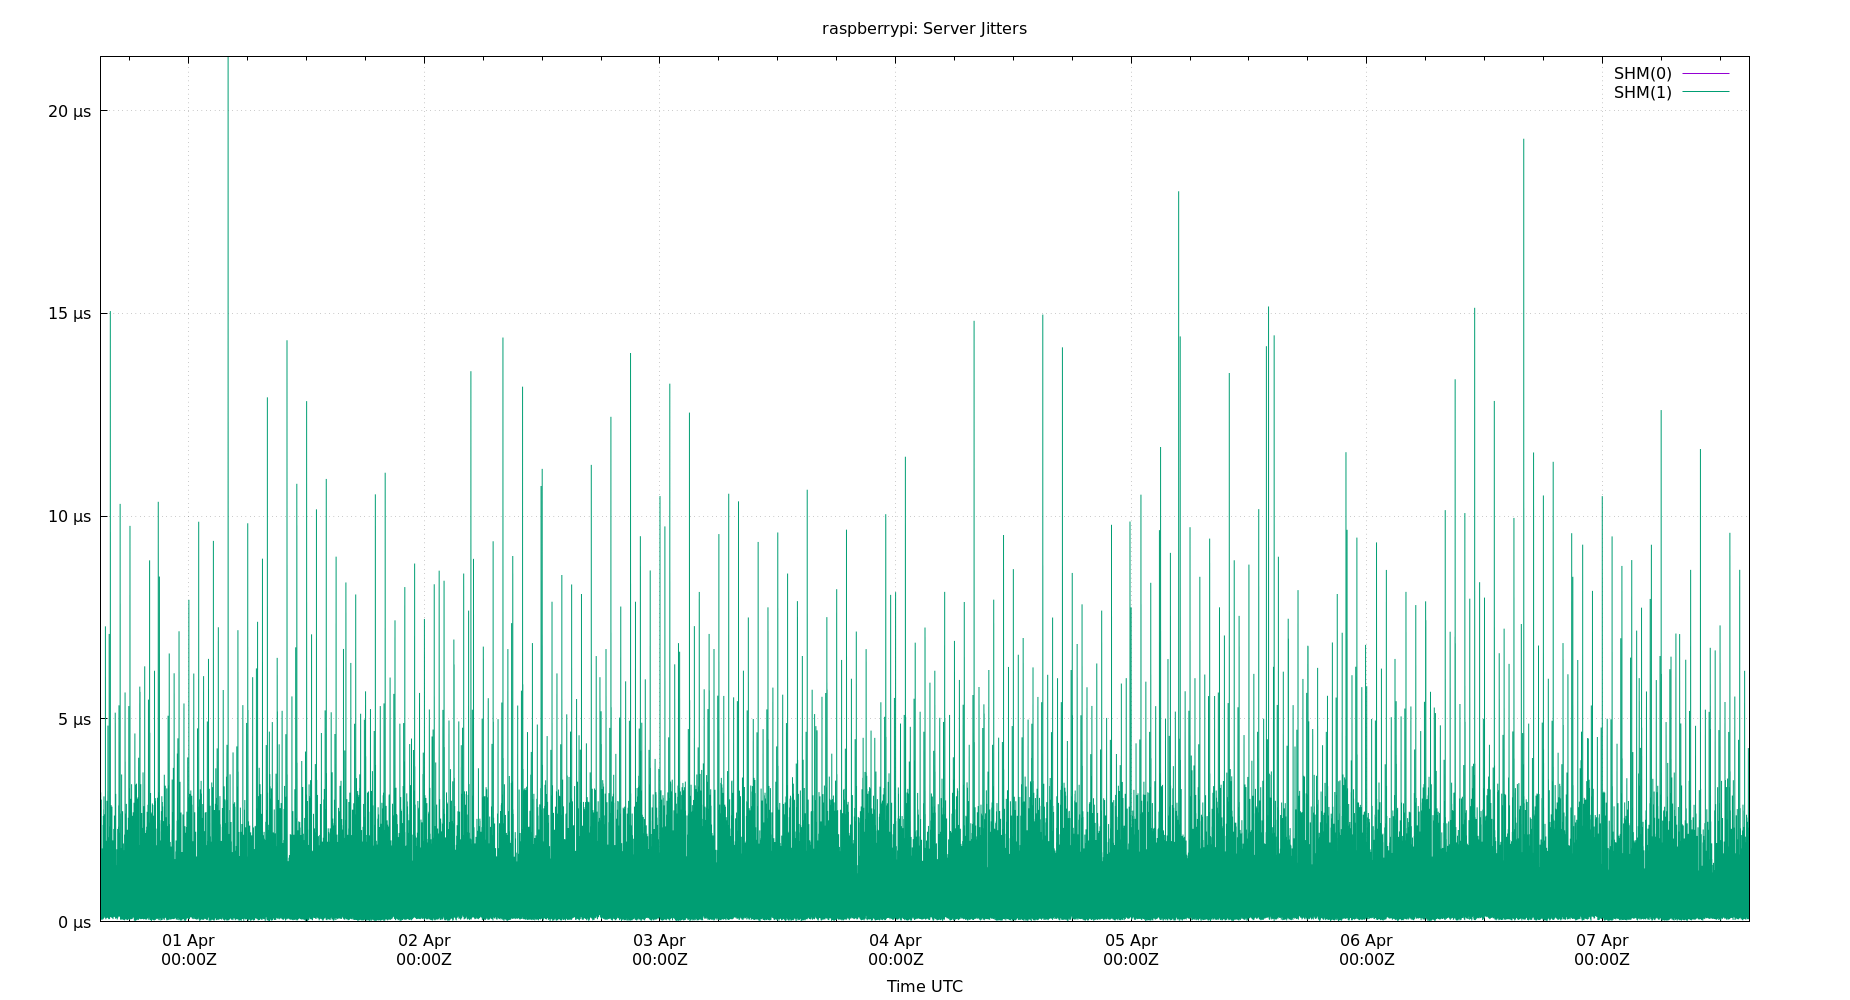 raspberrypi: Server Jitters
SHM(0)
SHM(1)
20 µs
15 µs
10 µs
5 µs
0 µs
01 Apr
00:00Z
02 Apr
00:00Z
03 Apr
00:00Z
04 Apr
00:00Z
05 Apr
00:00Z
06 Apr
00:00Z
07 Apr
00:00Z
Time UTC